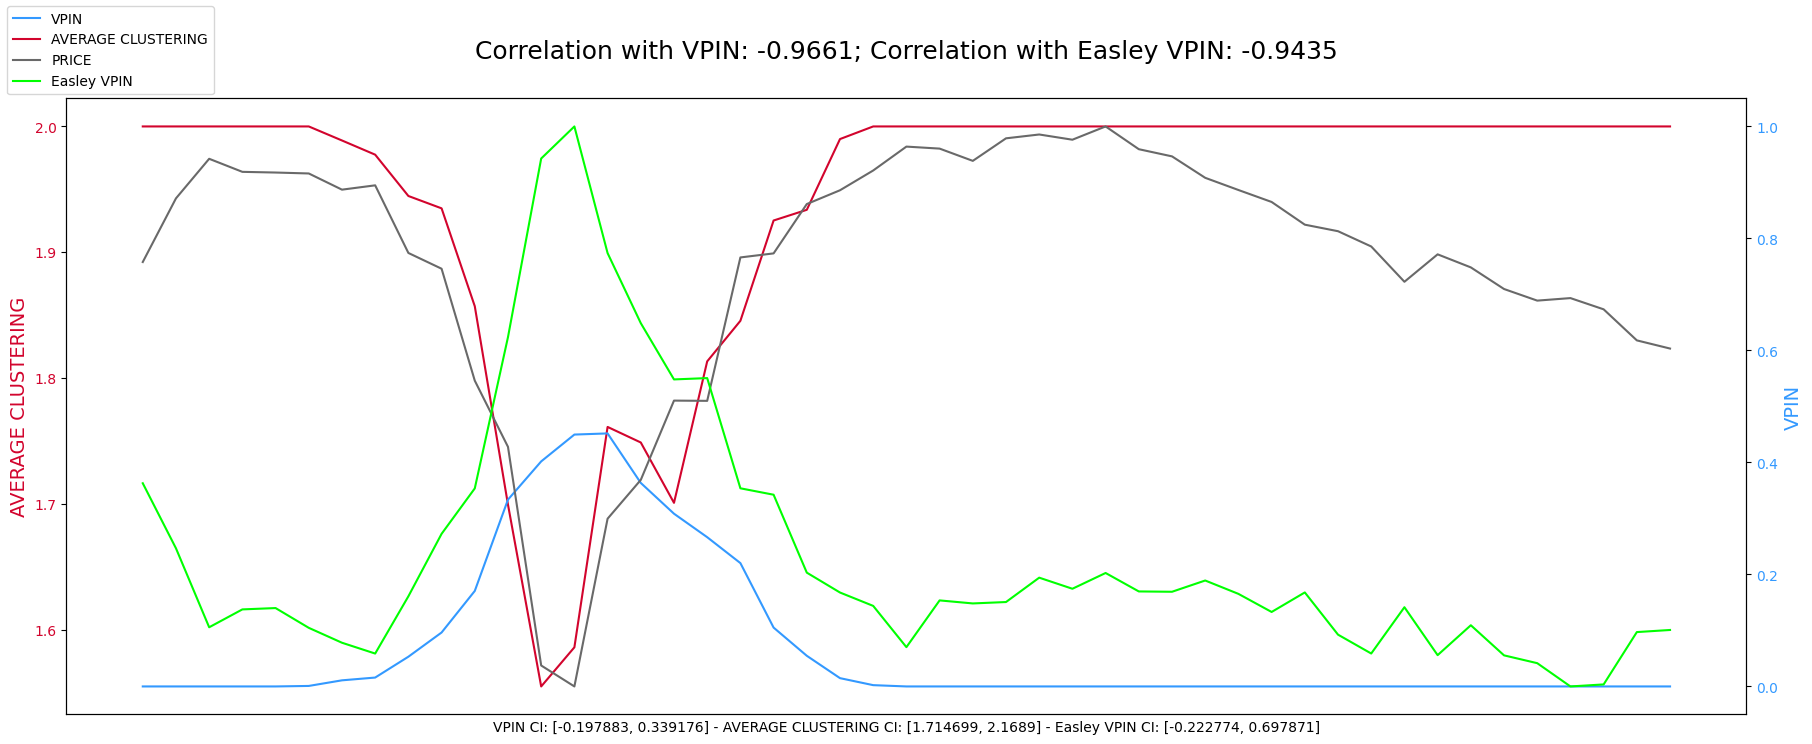 VPIN
AVERAGE CLUSTERING
PRICE
Easley VPIN
Correlation with VPIN: -0.9661; Correlation with Easley VPIN: -0.9435
AVERAGE CLUSTERING
2.0
1.9
1.8
1.7
1.6
1.0
0.8
0.6
0.4
0.2
0.0
VPIN
VPIN CI: [-0.197883, 0.339176] - AVERAGE CLUSTERING CI: [1.714699, 2.1689] - Easley VPIN CI: [-0.222774, 0.697871]